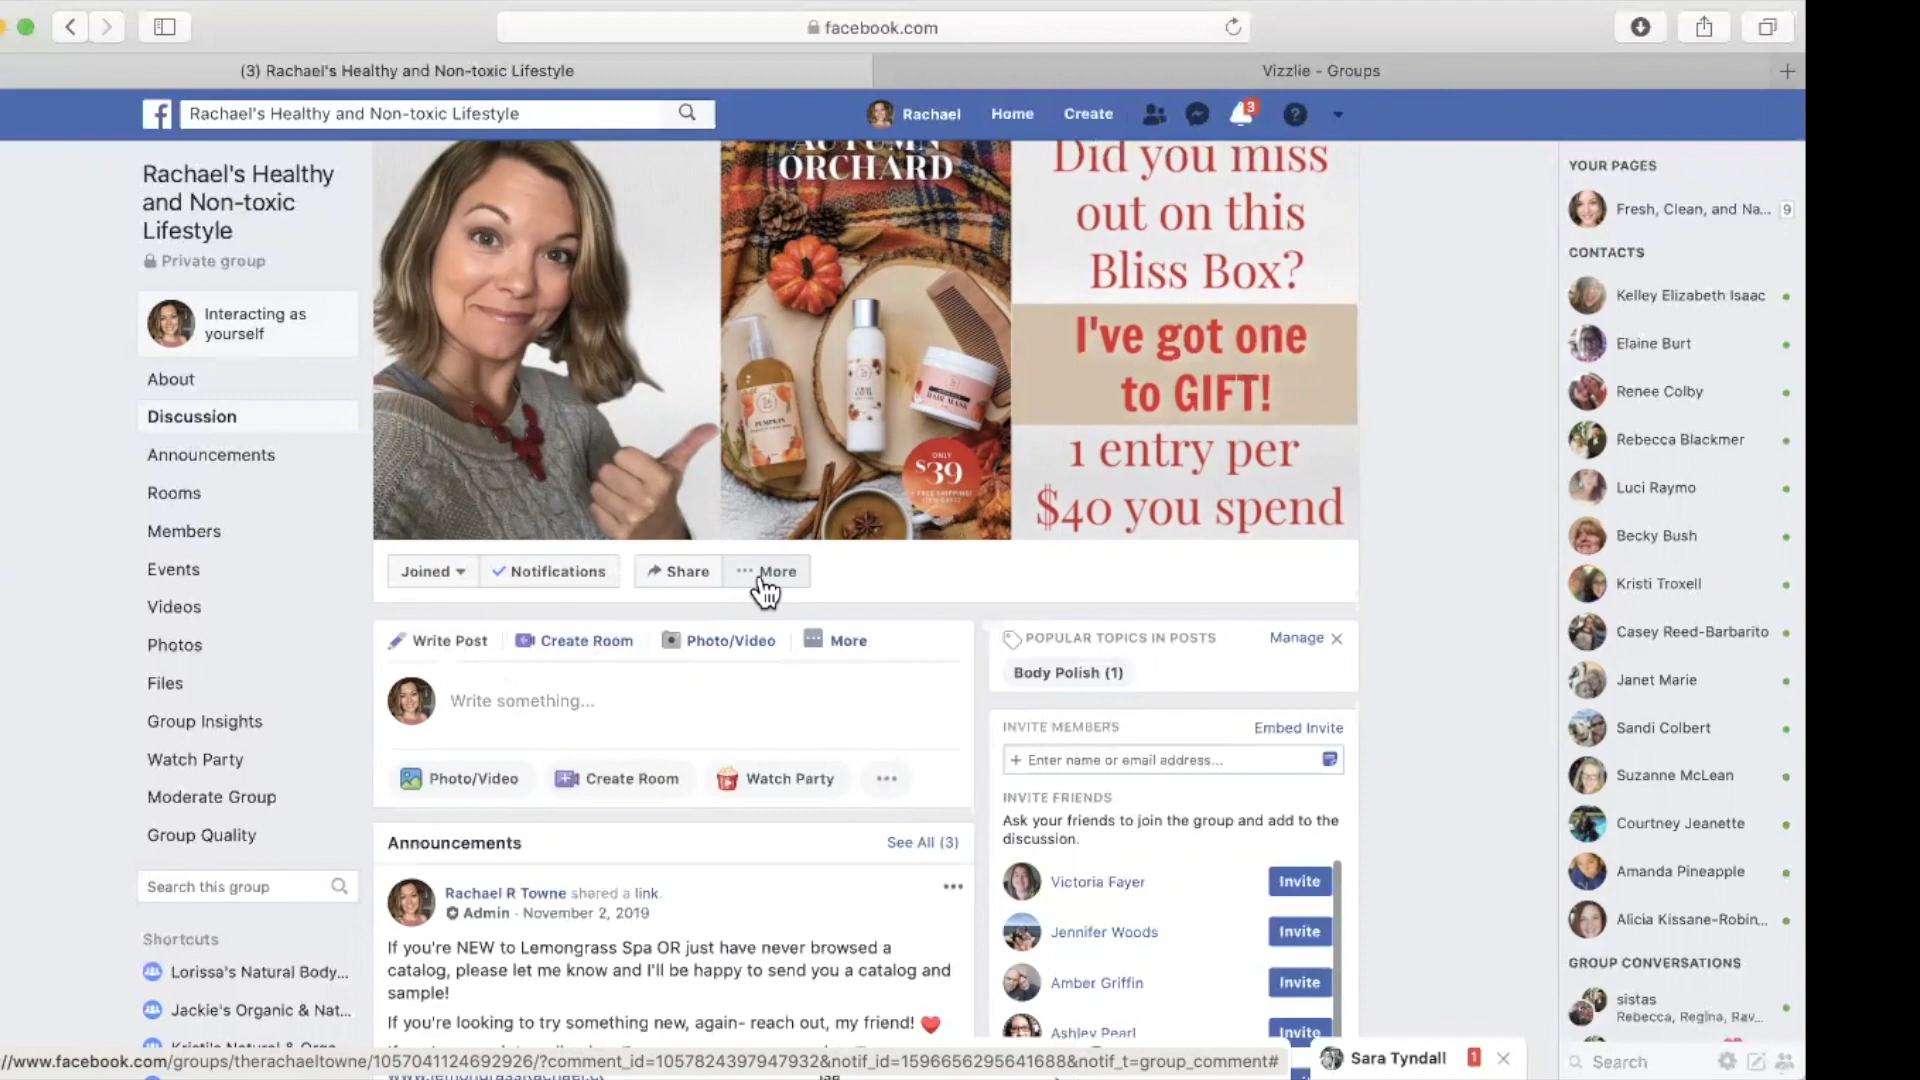 facebook.com
(3) Rachael's Healthy and Non-toxic Lifestyle
Vizzlie - Groups
Rachael's Healthy and Non-toxic Lifestyle
Rachael
Home
Create
3
Rachael's Healthy
and Non-toxic
Lifestyle
Private group
Interacting as
yourself
About
Discussion
Announcements
Rooms
Members
Events
Videos
Photos
Files
Group Insights
Watch Party
Moderate Group
Group Quality
Search this group
Shortcuts
Lorissa's Natural Body...
Jackie's Organic & Nat...
AUTUMN
ORCHARD
PUMPKIN
HAIR MASK
ONLY
$39
+ FREE SHIPPING!
Did you miss
out on this
Bliss Box?
I've got one
to GIFT!
1 entry per
$40 you spend
Joined
Notifications
Share
More
Write Post
Create Room
Photo/Video
More
Write something...
Photo/Video
Create Room
Watch Party
Announcements
See All (3)
Rachael R Towne shared a link.
Admin · November 2, 2019
If you're NEW to Lemongrass Spa OR just have never browsed a
catalog, please let me know and I'll be happy to send you a catalog and
sample!
If you're looking to try something new, again- reach out, my friend! ❤️
POPULAR TOPICS IN POSTS
Manage
Body Polish (1)
INVITE MEMBERS
Embed Invite
+ Enter name or email address...
INVITE FRIENDS
Ask your friends to join the group and add to the
discussion.
Victoria Fayer
Invite
Jennifer Woods
Invite
Amber Griffin
Invite
Ashley Pearl
Invite
YOUR PAGES
Fresh, Clean, and Na...
9
CONTACTS
Kelley Elizabeth Isaac
Elaine Burt
Renee Colby
Rebecca Blackmer
Luci Raymo
Becky Bush
Kristi Troxell
Casey Reed-Barbarito
Janet Marie
Sandi Colbert
Suzanne McLean
Courtney Jeanette
Amanda Pineapple
Alicia Kissane-Robin...
GROUP CONVERSATIONS
sistas
Rebecca, Regina, Rav...
Search
Sara Tyndall
1
//www.facebook.com/groups/therachaeltowne/1057041124692926/?comment_id=1057824397947932&notif_id=1596656295641688&notif_t=group_comment#